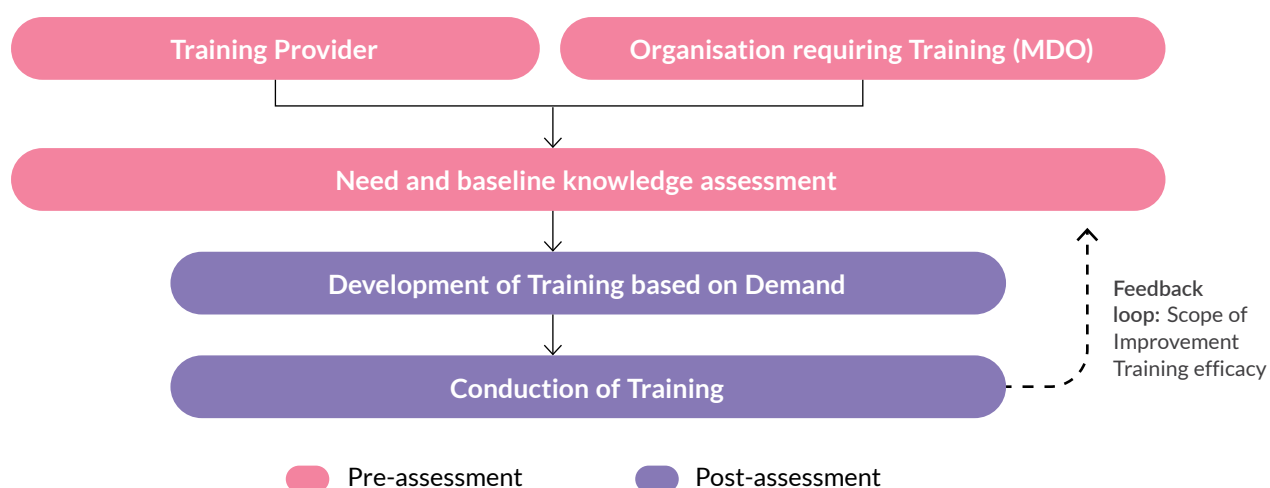 Training Provider
Organisation requiring Training (MDO)
Need and baseline knowledge assessment
Development of Training based on Demand
Feedback
loop: Scope of
Improvement
Training efficacy
Conduction of Training
Pre-assessment
Post-assessment